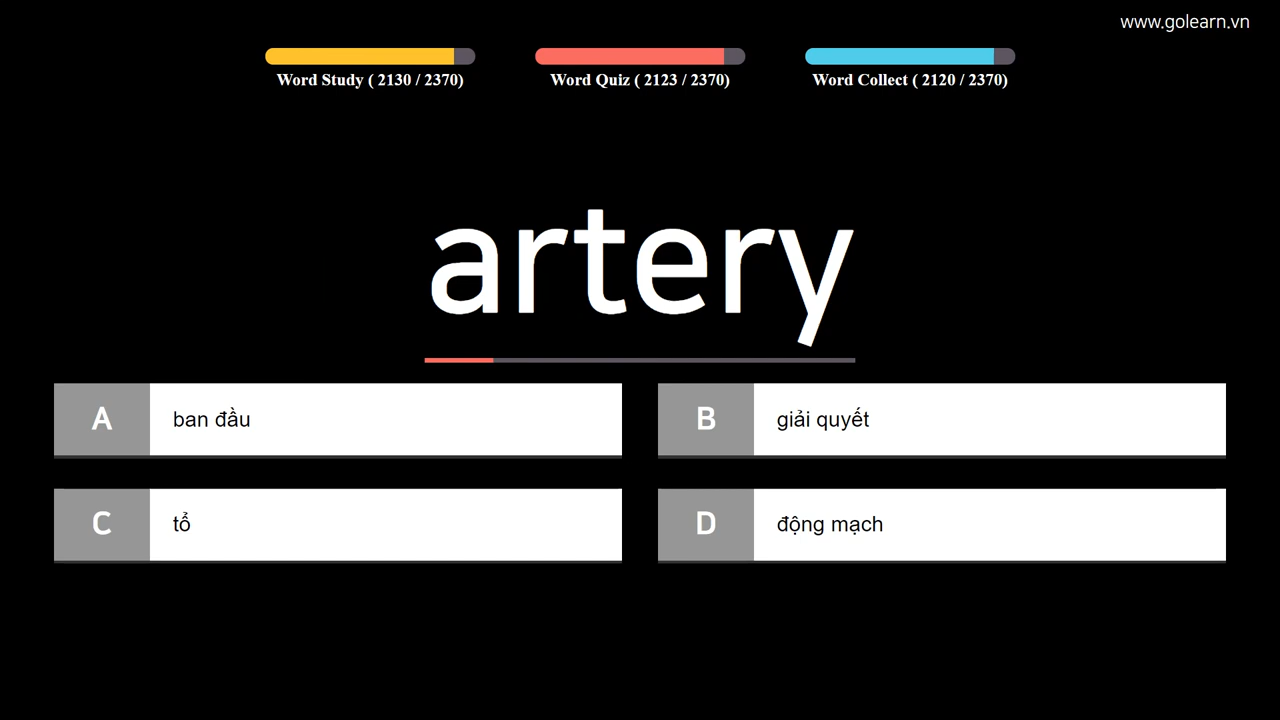 www.golearn.vn
Word Study ( 2130 / 2370)
Word Quiz ( 2123 / 2370)
Word Collect ( 2120 / 2370)
artery
A ban đầu
B giải quyết
C tổ
D động mạch